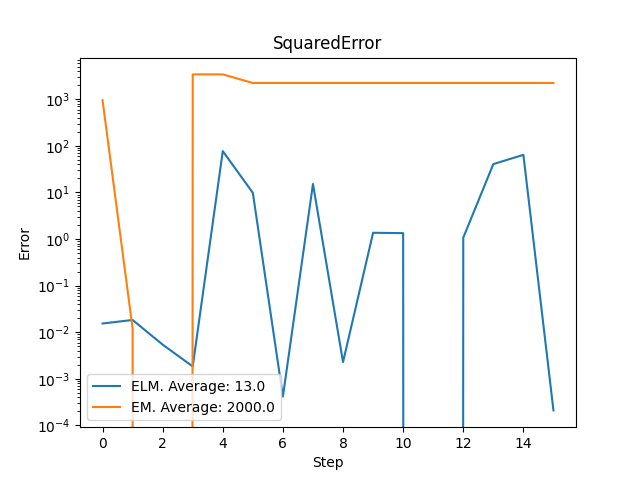 SquaredError
10³
10²
10¹
10⁰
10⁻¹
10⁻²
10⁻³
10⁻⁴
Error
ELM. Average: 13.0
EM. Average: 2000.0
0 2 4 6 8 10 12 14
Step